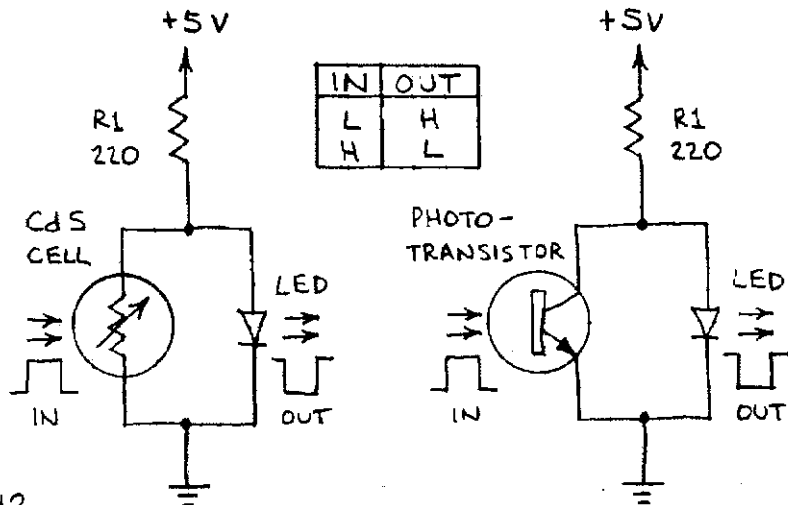 +5V
R1
220
CdS
CELL
LED
IN
OUT
IN OUT
L H
H L
+5V
R1
220
PHOTO-
TRANSISTOR
LED
IN
OUT